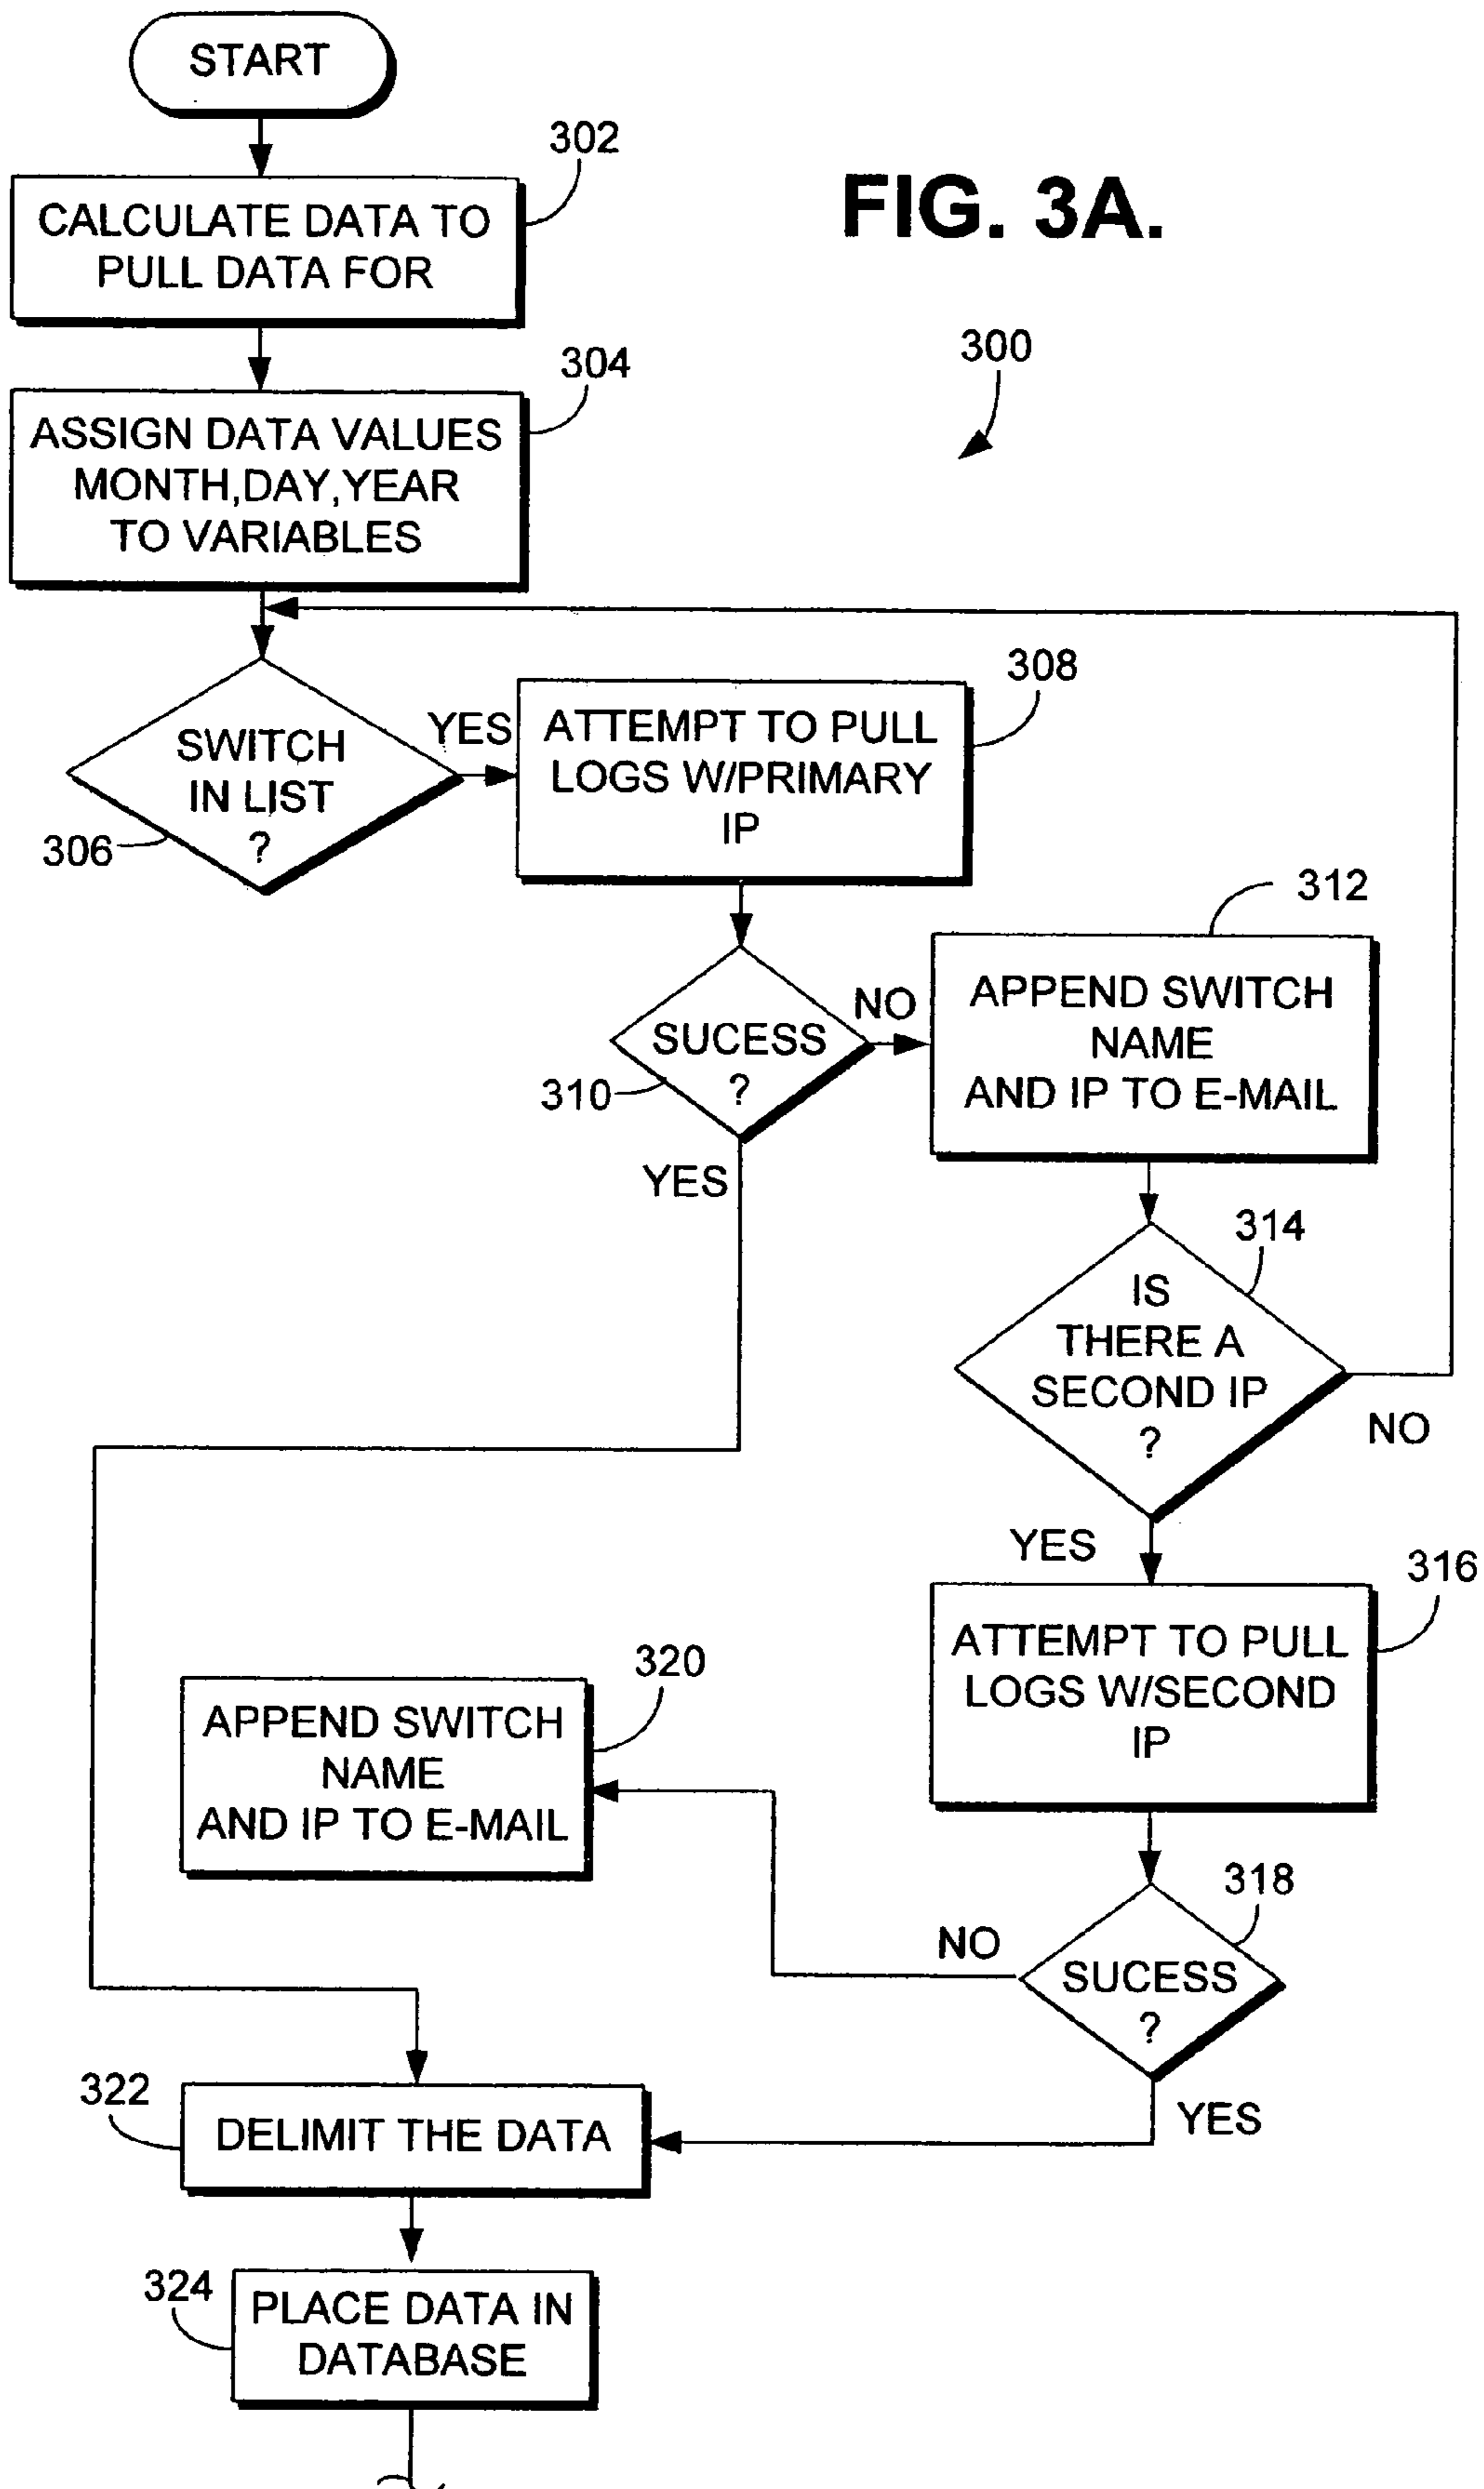 START
302
CALCULATE DATA TO
PULL DATA FOR
FIG. 3A.
300
304
ASSIGN DATA VALUES
MONTH,DAY,YEAR
TO VARIABLES
SWITCH
IN LIST
?
306
YES
308
ATTEMPT TO PULL
LOGS W/PRIMARY
IP
SUCESS
?
310
NO
YES
312
APPEND SWITCH
NAME
AND IP TO E-MAIL
314
IS
THERE A
SECOND IP
?
NO
YES
316
ATTEMPT TO PULL
LOGS W/SECOND
IP
318
SUCESS
?
NO
YES
320
APPEND SWITCH
NAME
AND IP TO E-MAIL
322
DELIMIT THE DATA
324
PLACE DATA IN
DATABASE